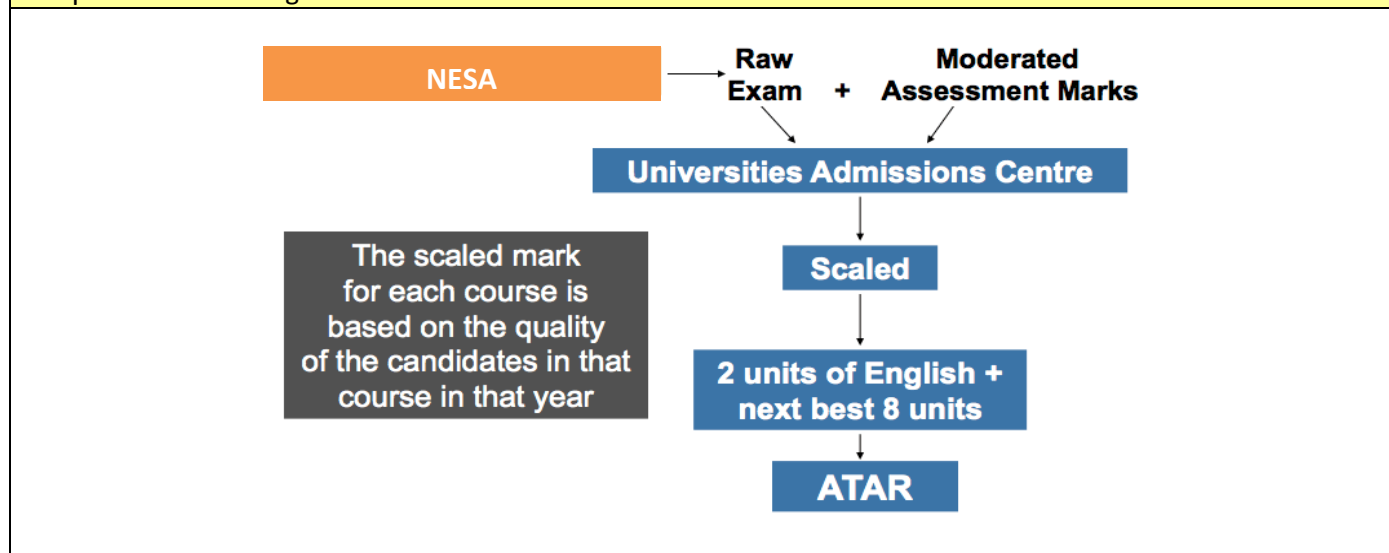 NESA
Raw
Exam + Moderated
Assessment Marks
Universities Admissions Centre
The scaled mark
for each course is
based on the quality
of the candidates in that
course in that year
Scaled
2 units of English +
next best 8 units
ATAR